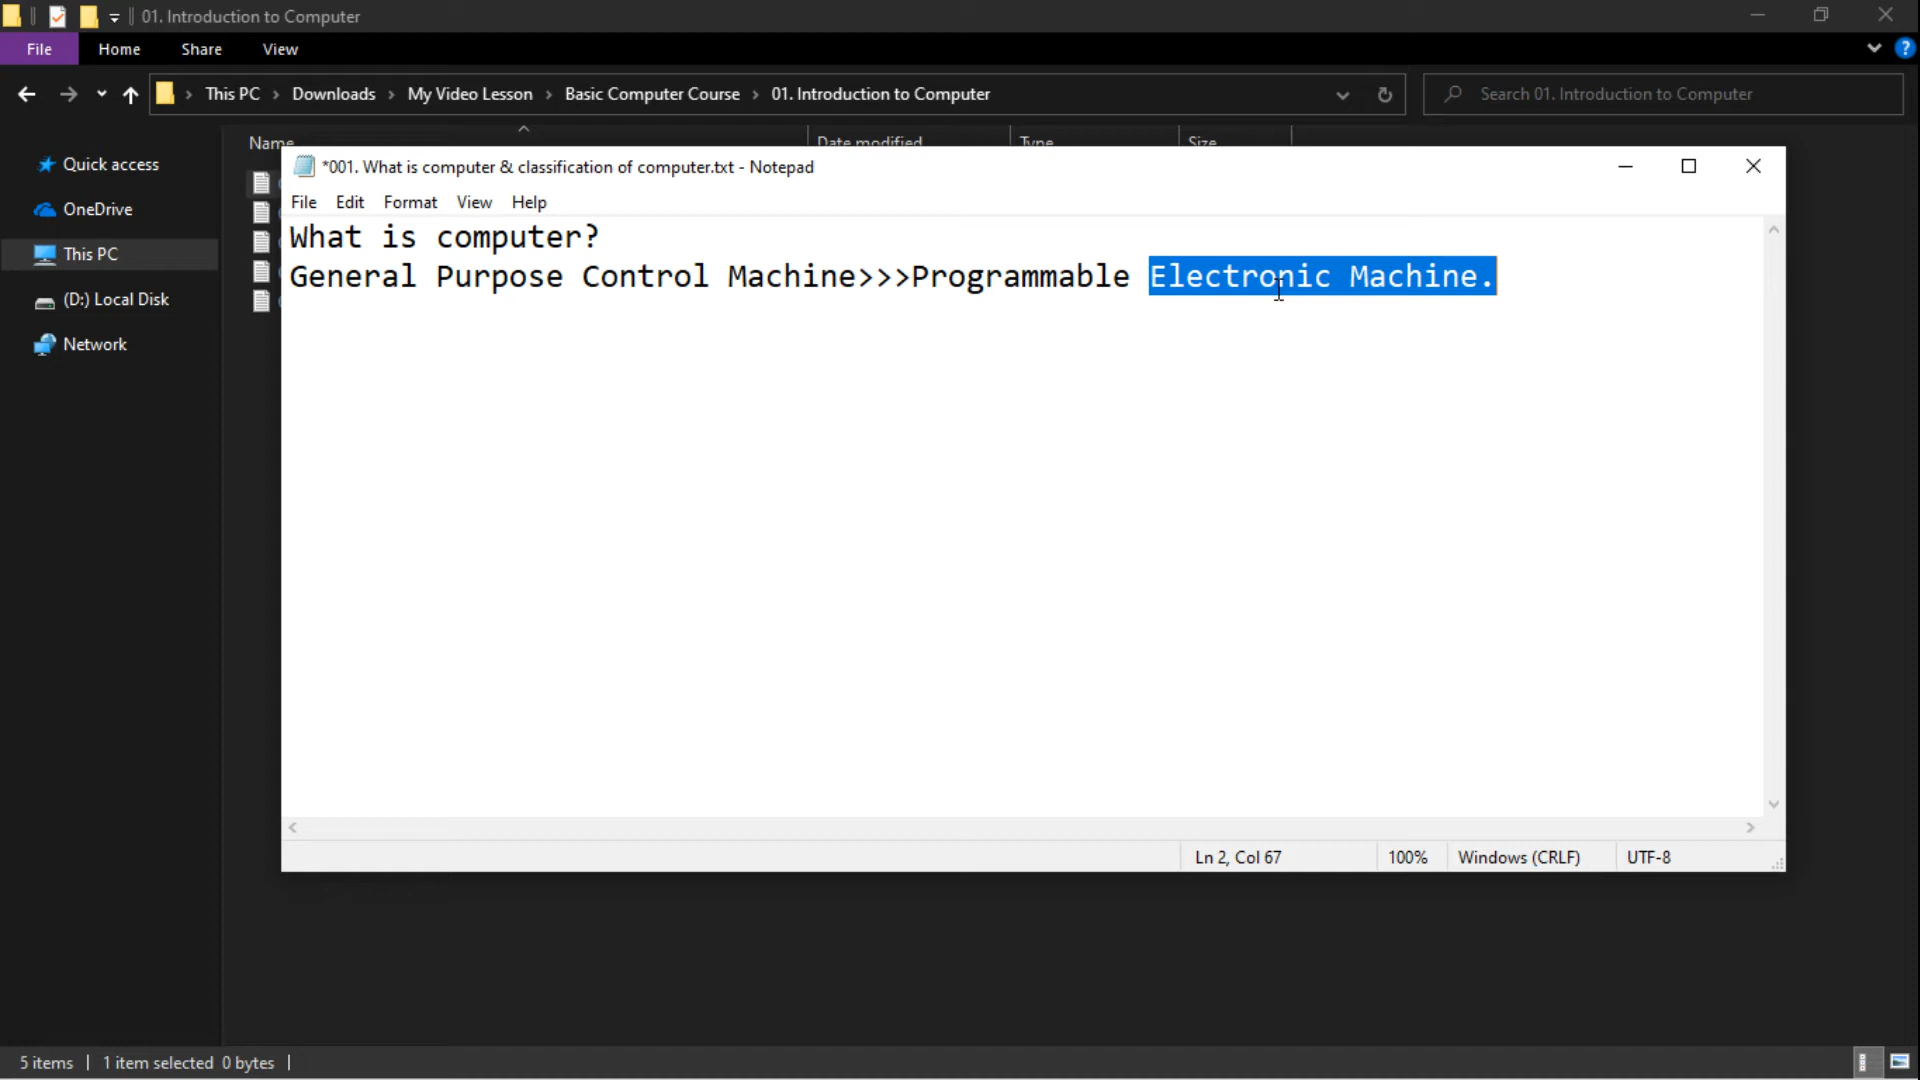 01. Introduction to Computer
File Home Share View
This PC > Downloads > My Video Lesson > Basic Computer Course > 01. Introduction to Computer
Search 01. Introduction to Computer
Name Date modified Type Size
Quick access
OneDrive
This PC
(D:) Local Disk
Network
*001. What is computer & classification of computer.txt - Notepad
File Edit Format View Help
What is computer?
General Purpose Control Machine>>>Programmable Electronic Machine.
Ln 2, Col 67 100% Windows (CRLF) UTF-8
5 items 1 item selected 0 bytes